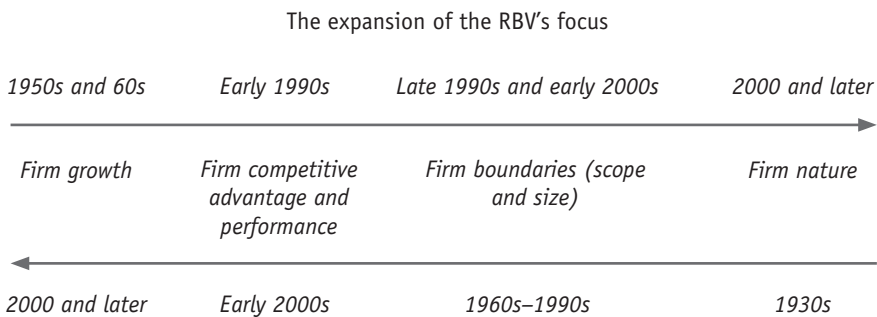 The expansion of the RBV's focus
1950s and 60s Early 1990s Late 1990s and early 2000s 2000 and later
Firm growth Firm competitive advantage and performance Firm boundaries (scope and size) Firm nature
2000 and later Early 2000s 1960s–1990s 1930s